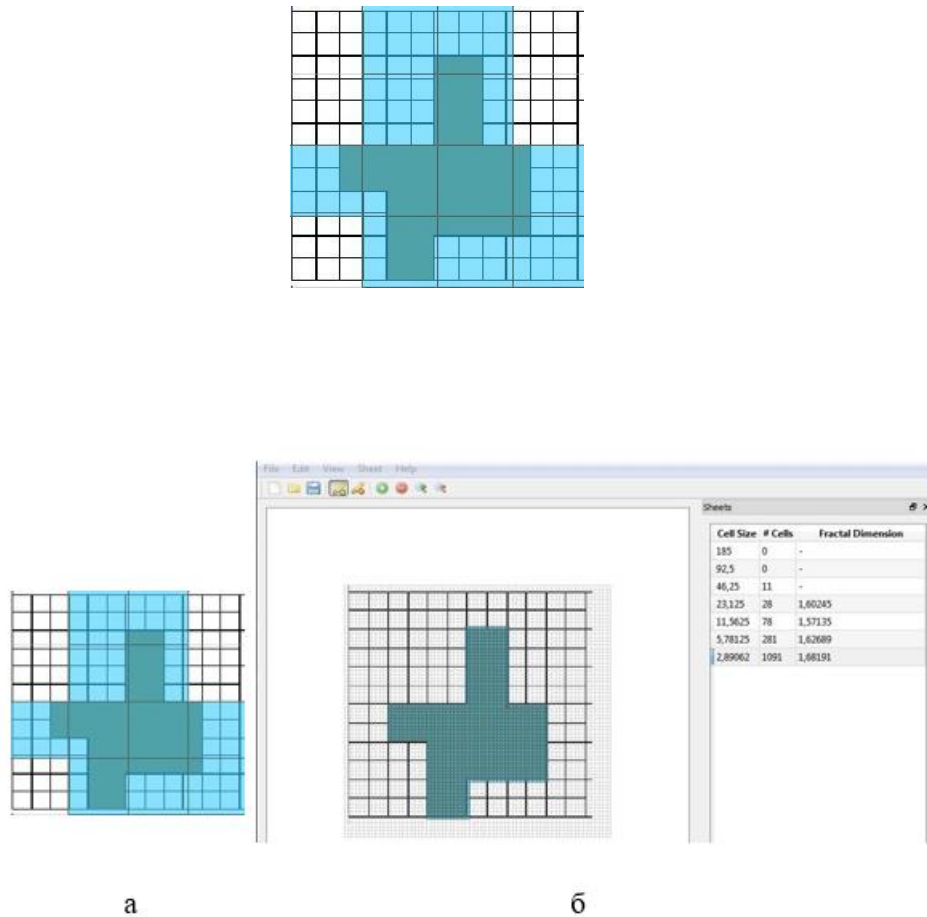 File Edit View Sheet Help
Sheets
Cell Size # Cells Fractal Dimension
185 0 -
92,5 0 -
46,25 11 -
23,125 28 1,60245
11,5625 78 1,57135
5,78125 281 1,62689
2,89062 1091 1,68191
а б